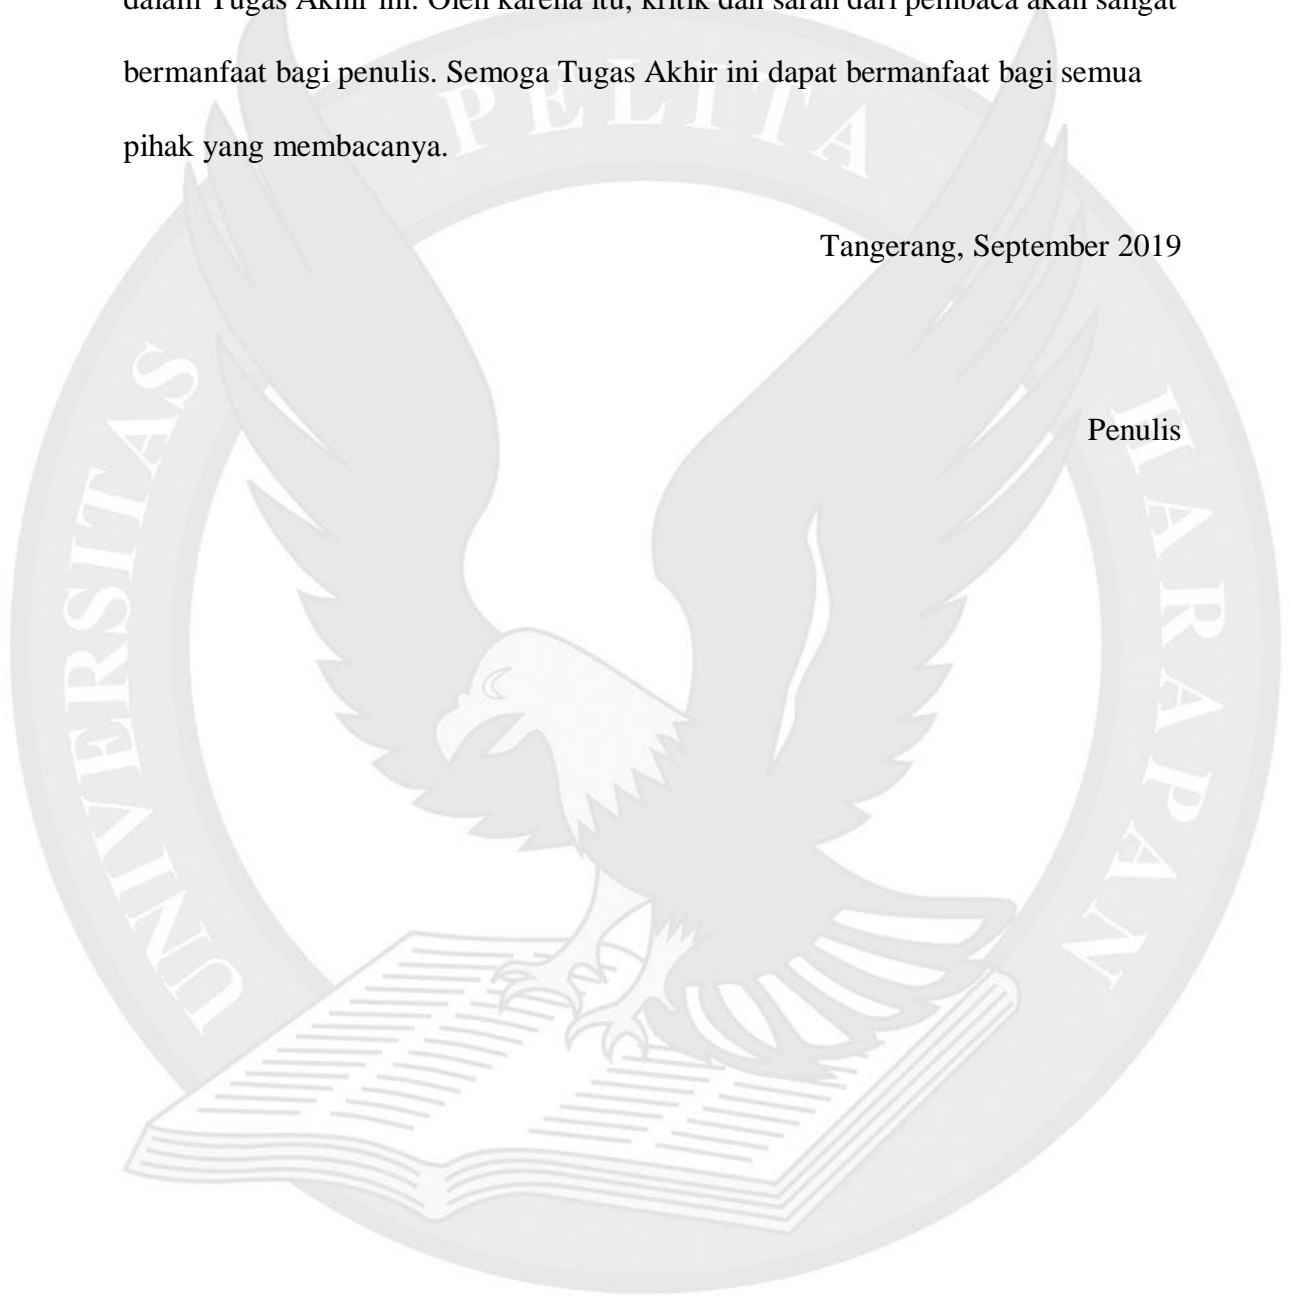 dalam Tugas Akhir ini. Oleh karena itu, kritik dan saran dari pembaca akan sangat
bermanfaat bagi penulis. Semoga Tugas Akhir ini dapat bermanfaat bagi semua
pihak yang membacanya.
Tangerang, September 2019
Penulis
UNIVERSITAS PELITA HARAPAN